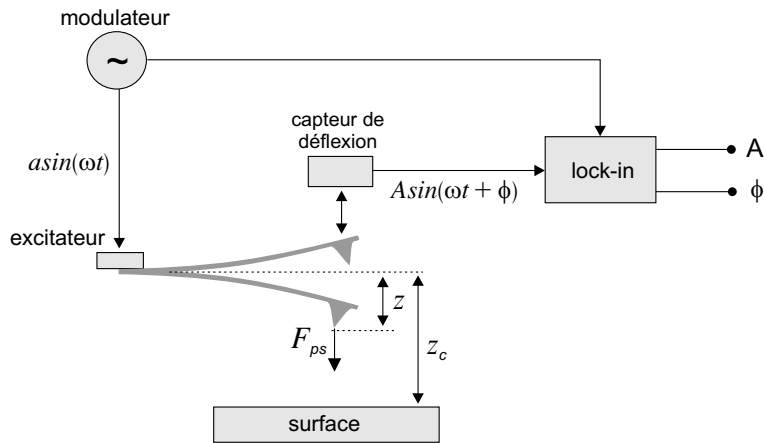 modulateur
~
capteur de
déflexion
asin(ωt)
Asin(ωt + ϕ)
lock-in
A
ϕ
excitateur
z
F_ps
z_c
surface